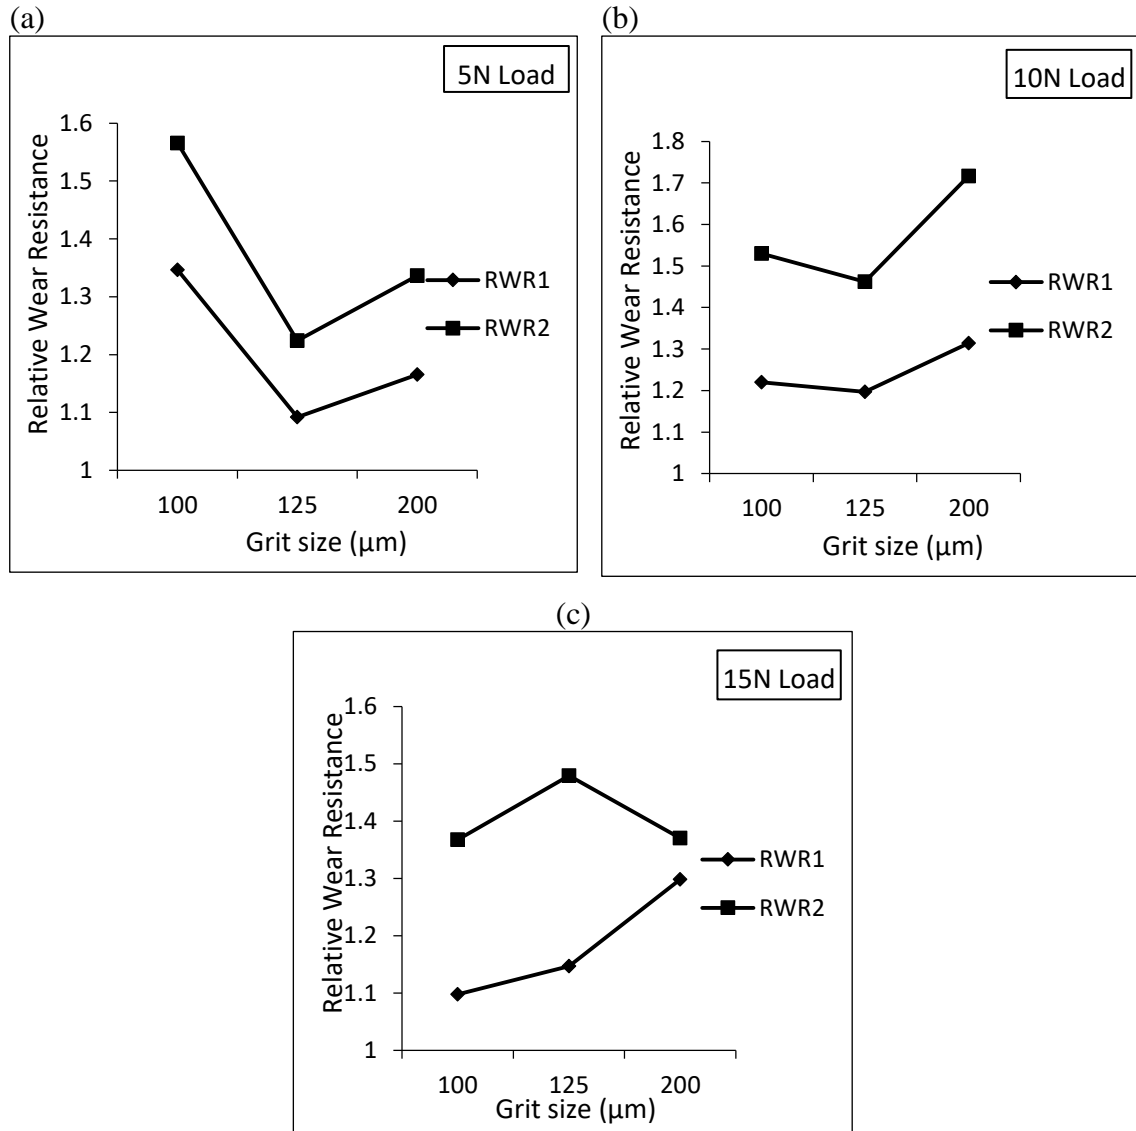 (a)
5N Load
Relative Wear Resistance
1.6
1.5
1.4
1.3
1.2
1.1
1
100 125 200
Grit size (μm)
RWR1
RWR2
(b)
10N Load
Relative Wear Resistance
1.8
1.7
1.6
1.5
1.4
1.3
1.2
1.1
1
100 125 200
Grit size (μm)
RWR1
RWR2
(c)
15N Load
Relative Wear Resistance
1.6
1.5
1.4
1.3
1.2
1.1
1
100 125 200
Grit size (μm)
RWR1
RWR2